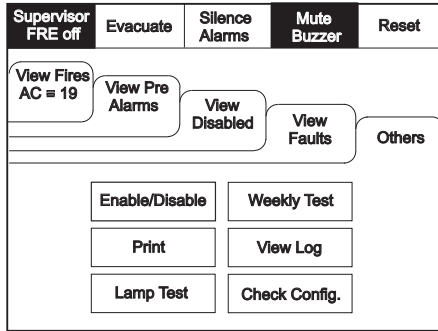 Supervisor
FRE off
Evacuate
Silence
Alarms
Mute
Buzzer
Reset
View Fires
AC = 19
View Pre
Alarms
View
Disabled
View
Faults
Others
Enable/Disable
Weekly Test
Print
View Log
Lamp Test
Check Config.